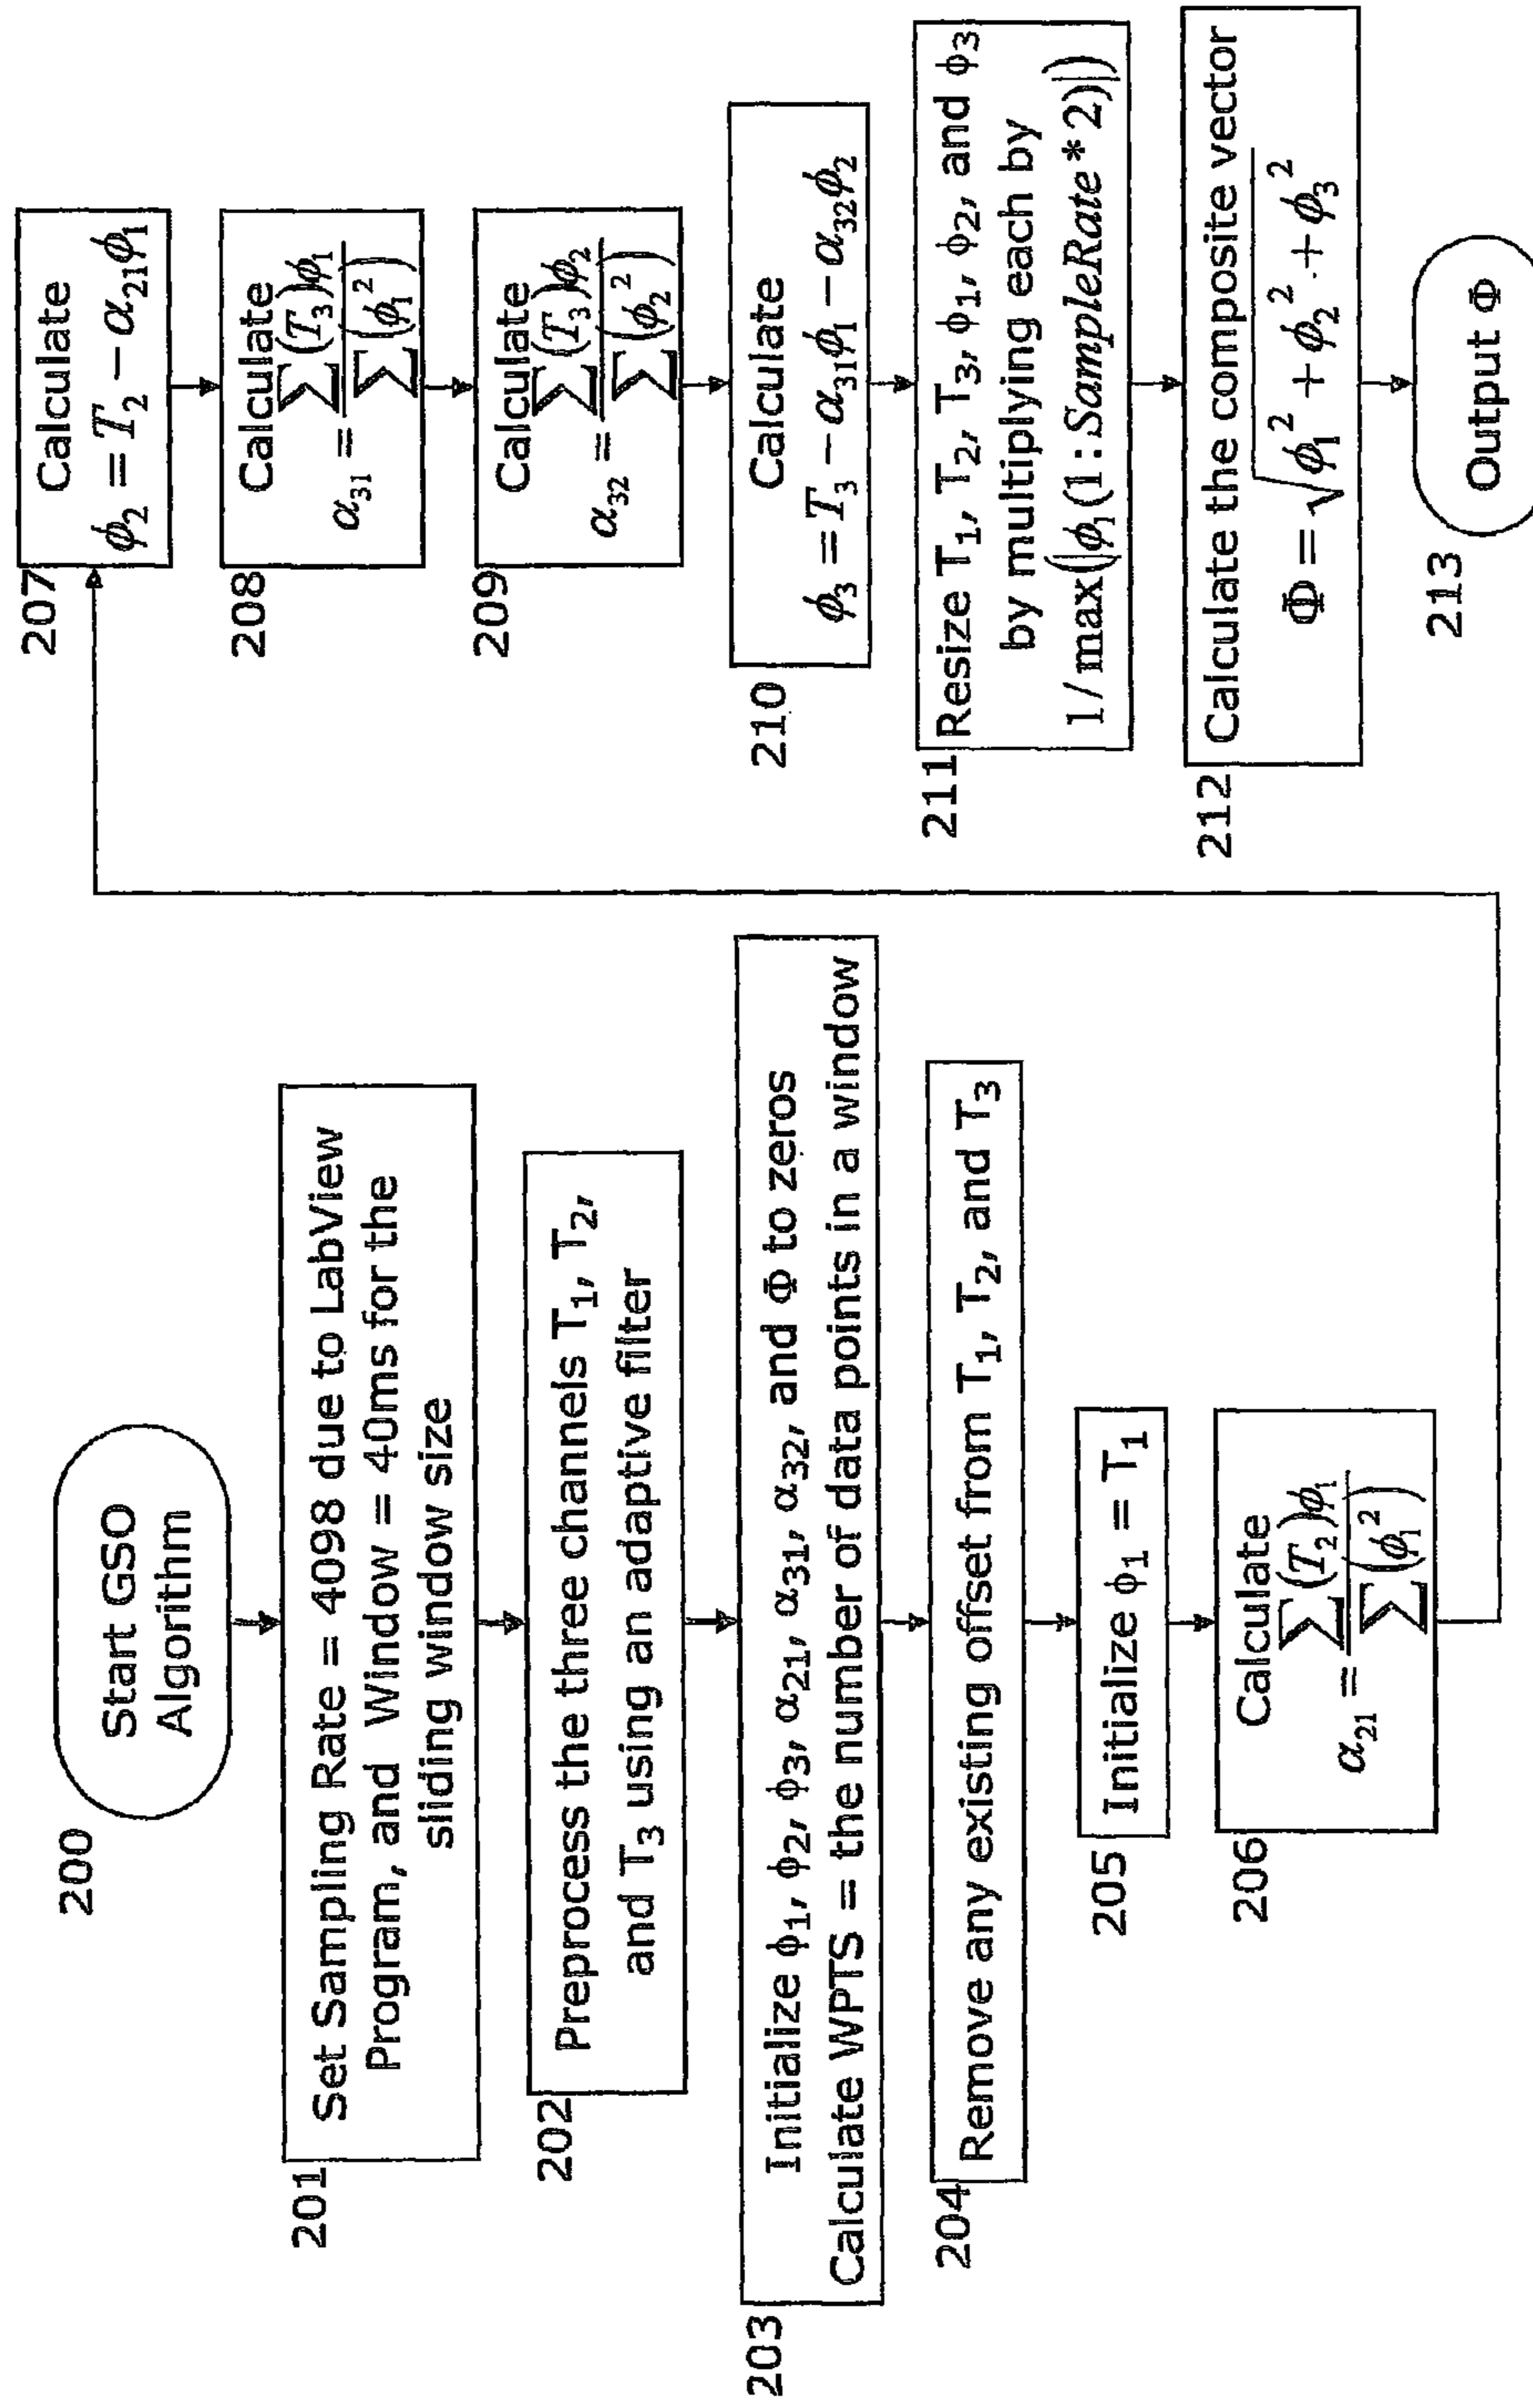 200
Start GSO
Algorithm
201
Set Sampling Rate = 4098 due to LabView
Program, and Window = 40ms for the
sliding window size
202
Preprocess the three channels T₁, T₂,
and T₃ using an adaptive filter
203
Initialize ϕ₁, ϕ₂, ϕ₃, α₂₁, α₃₁, α₃₂, and Φ to zeros
Calculate WPTS = the number of data points in a window
204
Remove any existing offset from T₁, T₂, and T₃
205
Initialize ϕ₁ = T₁
206
Calculate
α₂₁ = ∑(T₂)ϕ₁ / ∑(ϕ₁²)
207
Calculate
ϕ₂ = T₂ − α₂₁ϕ₁
208
Calculate
α₃₁ = ∑(T₃)ϕ₁ / ∑(ϕ₁²)
209
Calculate
α₃₂ = ∑(T₃)ϕ₂ / ∑(ϕ₂²)
210
Calculate
ϕ₃ = T₃ − α₃₁ϕ₁ − α₃₂ϕ₂
211
Resize T₁, T₂, T₃, ϕ₁, ϕ₂, and ϕ₃
by multiplying each by
1/max(|ϕ₁(1:SampleRate*2)|)
212
Calculate the composite vector
Φ = √ϕ₁² + ϕ₂² + ϕ₃²
213
Output Φ